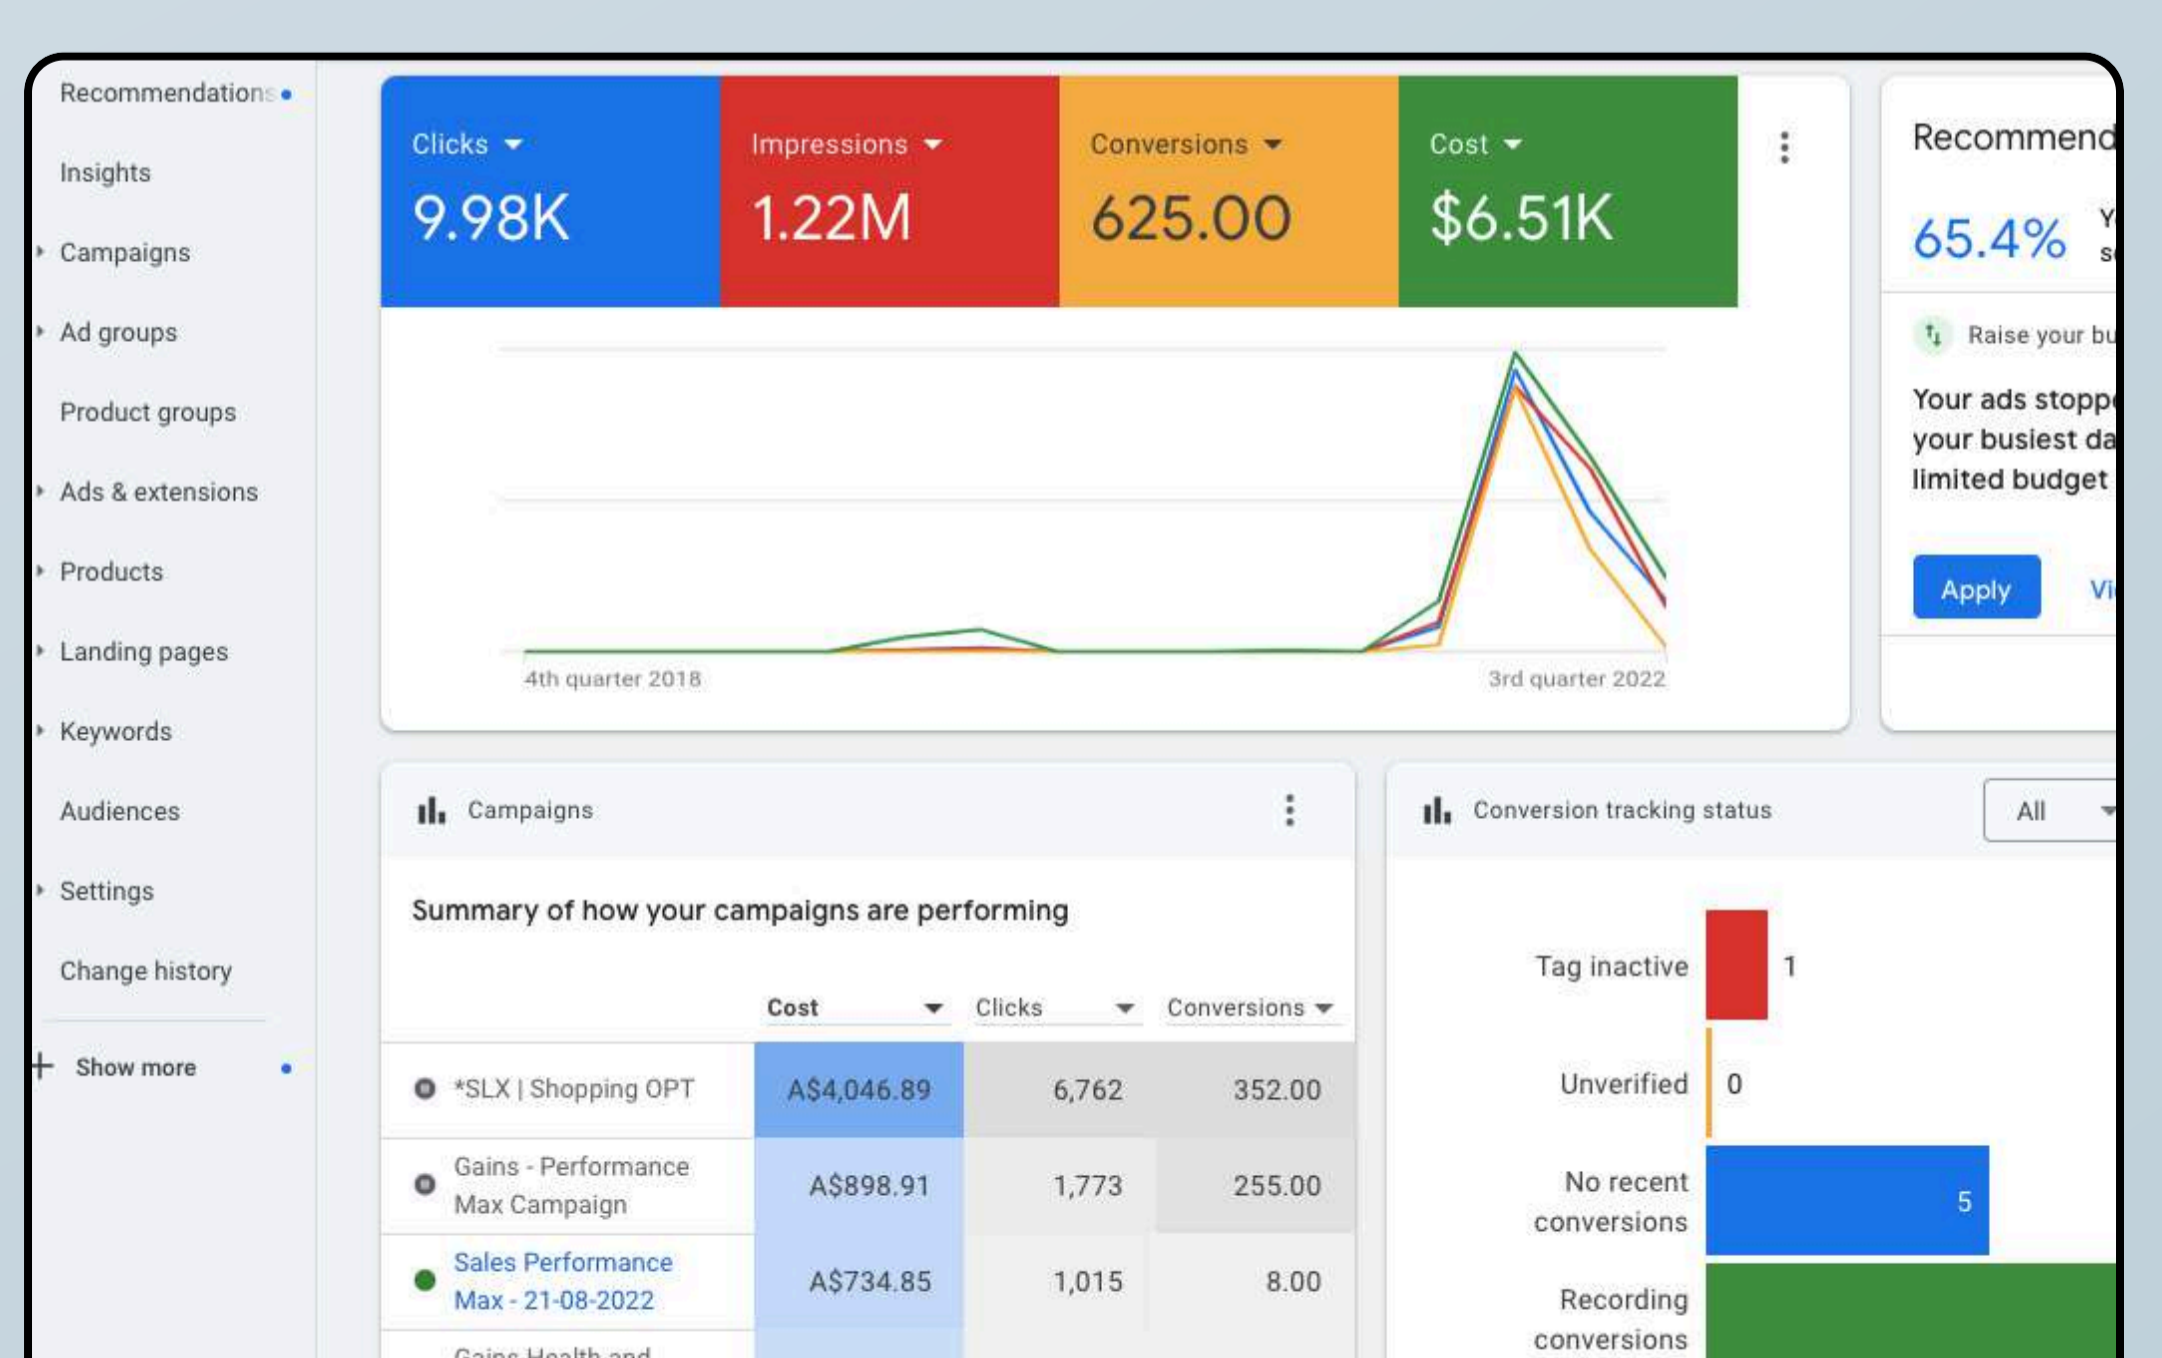 Recommendations
Insights
Campaigns
Ad groups
Product groups
Ads & extensions
Products
Landing pages
Keywords
Audiences
Settings
Change history
Show more
Clicks
9.98K
Impressions
1.22M
Conversions
625.00
Cost
$6.51K
4th quarter 2018
3rd quarter 2022
Recommend
65.4%
Raise your bu
Your ads stopp
your busiest da
limited budget
Apply
Campaigns
Summary of how your campaigns are performing
Cost Clicks Conversions
*SLX | Shopping OPT A$4,046.89 6,762 352.00
Gains - Performance
Max Campaign A$898.91 1,773 255.00
Sales Performance
Max - 21-08-2022 A$734.85 1,015 8.00
Gains Health and
Conversion tracking status
All
Tag inactive 1
Unverified 0
No recent
conversions 5
Recording
conversions